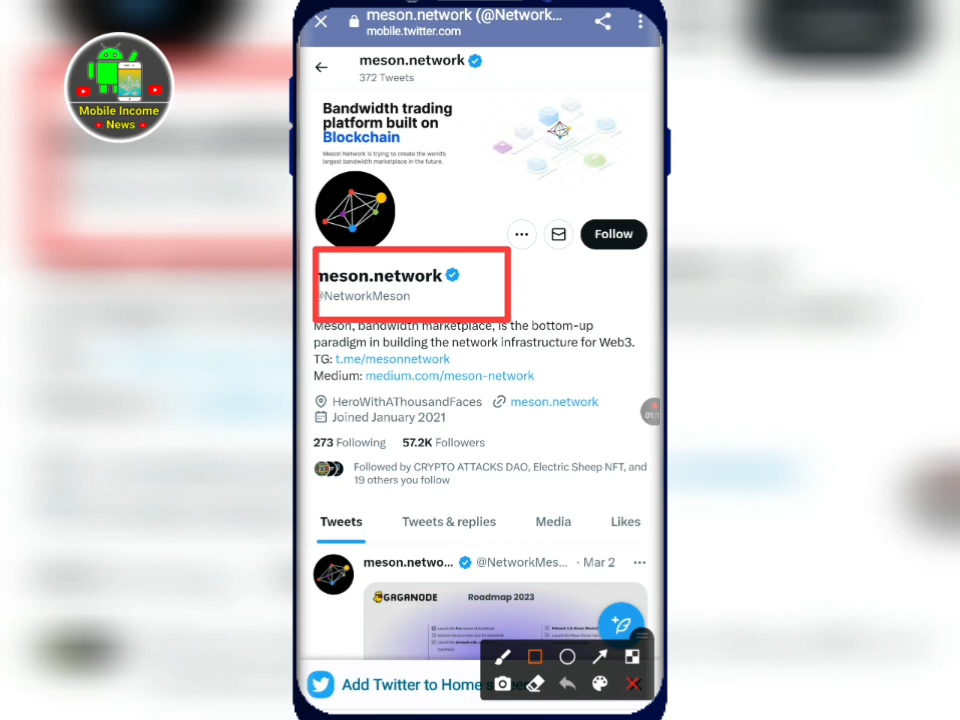 meson.network (@Network...
mobile.twitter.com
meson.network
372 Tweets
Mobile Income
News
Bandwidth trading
platform built on
Blockchain
Meson Network is trying to create the world's
largest bandwidth marketplace in the future.
Follow
meson.network
@NetworkMeson
Meson, bandwidth marketplace, is the bottom-up
paradigm in building the network infrastructure for Web3.
TG: t.me/mesonnetwork
Medium: medium.com/meson-network
HeroWithAThousandFaces meson.network
Joined January 2021
273 Following 57.2K Followers
Followed by CRYPTO ATTACKS DAO, Electric Sheep NFT, and
19 others you follow
Tweets Tweets & replies Media Likes
meson.netwo... @NetworkMes... · Mar 2
GAGANODE Roadmap 2023
Add Twitter to Home